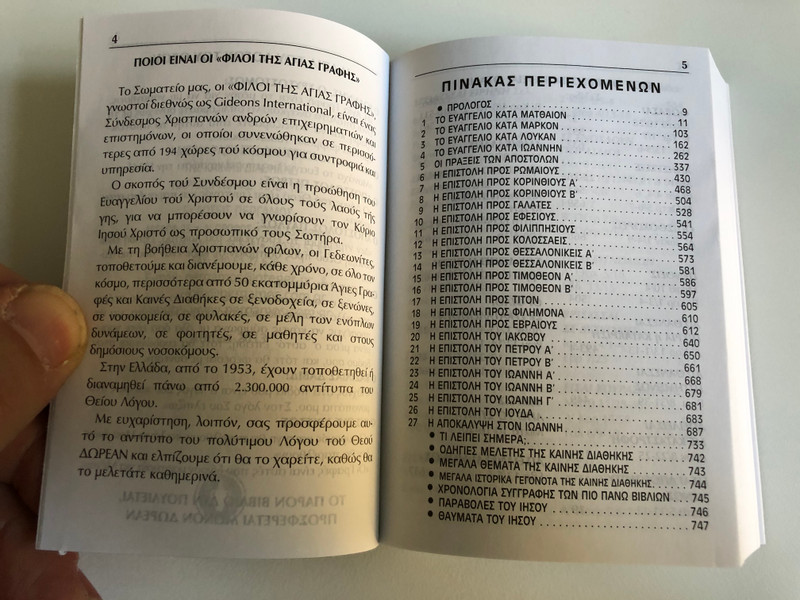 4
ΠΟΙΟΙ ΕΙΝΑΙ ΟΙ «ΦΙΛΟΙ ΤΗΣ ΑΓΙΑΣ ΓΡΑΦΗΣ»
Το Σωματείο μας, οι «ΦΙΛΟΙ ΤΗΣ ΑΓΙΑΣ ΓΡΑΦΗΣ»,
γνωστοί διεθνώς ως Gideons International, είναι ένας
Σύνδεσμος Χριστιανών ανδρών επιχειρηματιών και
επιστημόνων, οι οποίοι συνενώθηκαν σε περισσό-
τερες από 194 χώρες τού κόσμου για συντροφιά και
υπηρεσία.
Ο σκοπός τού Συνδέσμου είναι η προώθηση του
Ευαγγελίου τού Χριστού σε όλους τούς λαούς τής
γης, για να μπορέσουν να γνωρίσουν τον Κύριο
Ιησού Χριστό ως προσωπικό τους Σωτήρα.
Με τη βοήθεια Χριστιανών φίλων, οι Γεδεωνίτες,
τοποθετούμε και διανέμουμε, κάθε χρόνο, σε όλο τον
κόσμο, περισσότερα από 50 εκατομμύρια Άγιες Γρα-
φές και Καινές Διαθήκες σε ξενοδοχεία, σε ξενώνες,
σε νοσοκομεία, σε φυλακές, σε μέλη των ενόπλων
δυνάμεων, σε φοιτητές, σε μαθητές και στους
δημόσιους νοσοκόμους.
Στην Ελλάδα, από το 1953, έχουν τοποθετηθεί ή
διανεμηθεί πάνω από 2.300.000 αντίτυπα του
Θείου Λόγου.
Με ευχαρίστηση, λοιπόν, σας προσφέρουμε αυ-
τό το αντίτυπο του πολύτιμου Λόγου τού Θεού
ΔΩΡΕΑΝ και ελπίζουμε ότι θα το χαρείτε, καθώς θα
το μελετάτε καθημερινά.
5
ΠΙΝΑΚΑΣ ΠΕΡΙΕΧΟΜΕΝΩΝ
● ΠΡΟΛΟΓΟΣ 9
1 ΤΟ ΕΥΑΓΓΕΛΙΟ ΚΑΤΑ ΜΑΤΘΑΙΟΝ 11
2 ΤΟ ΕΥΑΓΓΕΛΙΟ ΚΑΤΑ ΜΑΡΚΟΝ 103
3 ΤΟ ΕΥΑΓΓΕΛΙΟ ΚΑΤΑ ΛΟΥΚΑΝ 162
4 ΤΟ ΕΥΑΓΓΕΛΙΟ ΚΑΤΑ ΙΩΑΝΝΗΝ 262
5 ΟΙ ΠΡΑΞΕΙΣ ΤΩΝ ΑΠΟΣΤΟΛΩΝ 337
6 Η ΕΠΙΣΤΟΛΗ ΠΡΟΣ ΡΩΜΑΙΟΥΣ 430
7 Η ΕΠΙΣΤΟΛΗ ΠΡΟΣ ΚΟΡΙΝΘΙΟΥΣ Α΄ 468
8 Η ΕΠΙΣΤΟΛΗ ΠΡΟΣ ΚΟΡΙΝΘΙΟΥΣ Β΄ 504
9 Η ΕΠΙΣΤΟΛΗ ΠΡΟΣ ΓΑΛΑΤΕΣ 528
10 Η ΕΠΙΣΤΟΛΗ ΠΡΟΣ ΕΦΕΣΙΟΥΣ 541
11 Η ΕΠΙΣΤΟΛΗ ΠΡΟΣ ΦΙΛΙΠΠΗΣΙΟΥΣ 554
12 Η ΕΠΙΣΤΟΛΗ ΠΡΟΣ ΚΟΛΟΣΣΑΕΙΣ 564
13 Η ΕΠΙΣΤΟΛΗ ΠΡΟΣ ΘΕΣΣΑΛΟΝΙΚΕΙΣ Α΄ 573
14 Η ΕΠΙΣΤΟΛΗ ΠΡΟΣ ΘΕΣΣΑΛΟΝΙΚΕΙΣ Β΄ 581
15 Η ΕΠΙΣΤΟΛΗ ΠΡΟΣ ΤΙΜΟΘΕΟΝ Α΄ 586
16 Η ΕΠΙΣΤΟΛΗ ΠΡΟΣ ΤΙΜΟΘΕΟΝ Β΄ 597
17 Η ΕΠΙΣΤΟΛΗ ΠΡΟΣ ΤΙΤΟΝ 605
18 Η ΕΠΙΣΤΟΛΗ ΠΡΟΣ ΦΙΛΗΜΟΝΑ 610
19 Η ΕΠΙΣΤΟΛΗ ΠΡΟΣ ΕΒΡΑΙΟΥΣ 612
20 Η ΕΠΙΣΤΟΛΗ ΤΟΥ ΙΑΚΩΒΟΥ 640
21 Η ΕΠΙΣΤΟΛΗ ΤΟΥ ΠΕΤΡΟΥ Α΄ 650
22 Η ΕΠΙΣΤΟΛΗ ΤΟΥ ΠΕΤΡΟΥ Β΄ 661
23 Η ΕΠΙΣΤΟΛΗ ΤΟΥ ΙΩΑΝΝΗ Α΄ 668
24 Η ΕΠΙΣΤΟΛΗ ΤΟΥ ΙΩΑΝΝΗ Β΄ 679
25 Η ΕΠΙΣΤΟΛΗ ΤΟΥ ΙΩΑΝΝΗ Γ΄ 681
26 Η ΕΠΙΣΤΟΛΗ ΤΟΥ ΙΟΥΔΑ 683
27 Η ΑΠΟΚΑΛΥΨΗ ΣΤΟΝ ΙΩΑΝΝΗ 687
● ΤΙ ΛΕΙΠΕΙ ΣΗΜΕΡΑ; 733
● ΟΔΗΓΙΕΣ ΜΕΛΕΤΗΣ ΤΗΣ ΚΑΙΝΗΣ ΔΙΑΘΗΚΗΣ 742
● ΜΕΓΑΛΑ ΘΕΜΑΤΑ ΤΗΣ ΚΑΙΝΗΣ ΔΙΑΘΗΚΗΣ 743
● ΜΕΓΑΛΑ ΙΣΤΟΡΙΚΑ ΓΕΓΟΝΟΤΑ ΤΗΣ ΚΑΙΝΗΣ ΔΙΑΘΗΚΗΣ 744
● ΧΡΟΝΟΛΟΓΙΑ ΣΥΓΓΡΑΦΗΣ ΤΩΝ ΠΙΟ ΠΑΝΩ ΒΙΒΛΙΩΝ 745
● ΠΑΡΑΒΟΛΕΣ ΤΟΥ ΙΗΣΟΥ 746
● ΘΑΥΜΑΤΑ ΤΟΥ ΙΗΣΟΥ 747